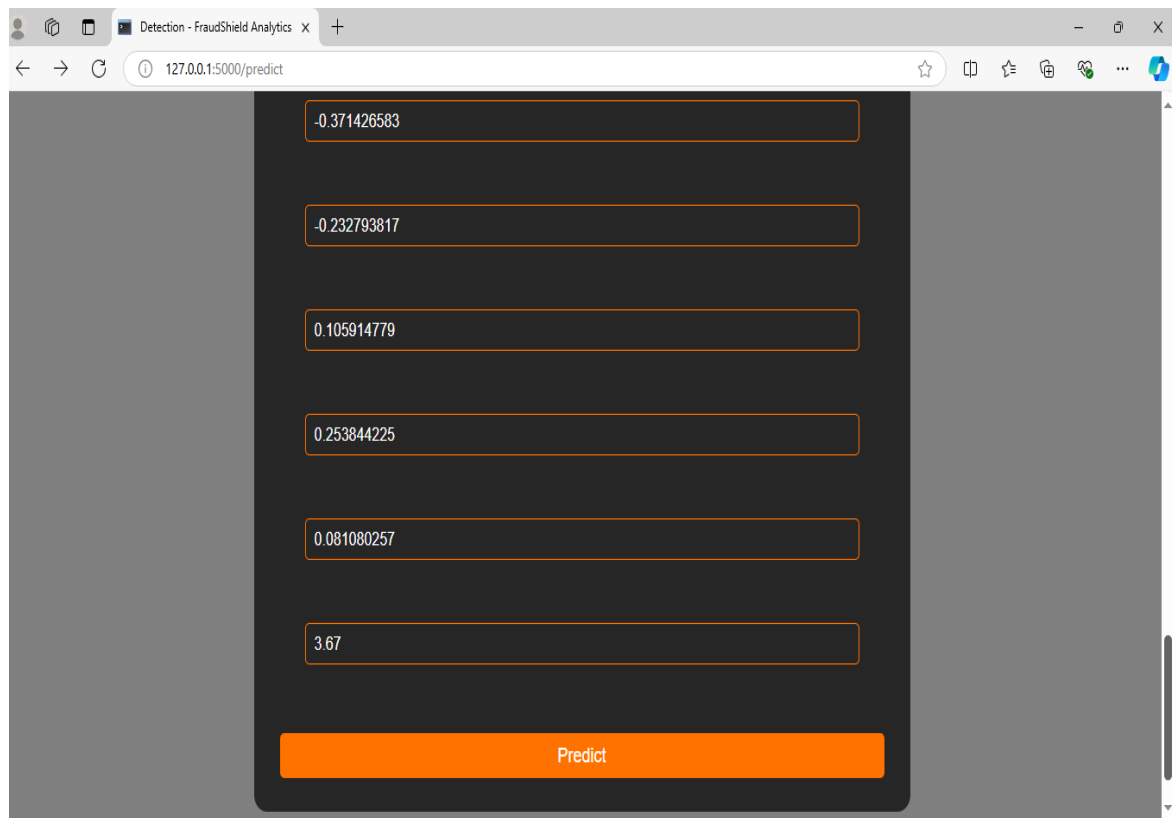 Detection - FraudShield Analytics
127.0.0.1:5000/predict
-0.371426583
-0.232793817
0.105914779
0.253844225
0.081080257
3.67
Predict